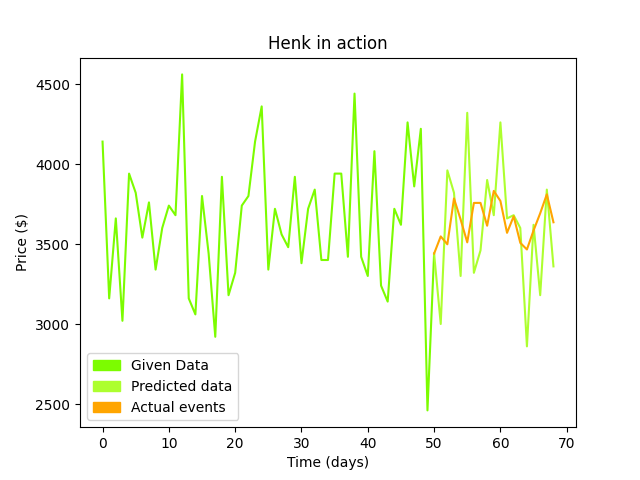 Henk in action
Price ($)
4500
4000
3500
3000
2500
Given Data
Predicted data
Actual events
0 10 20 30 40 50 60 70
Time (days)